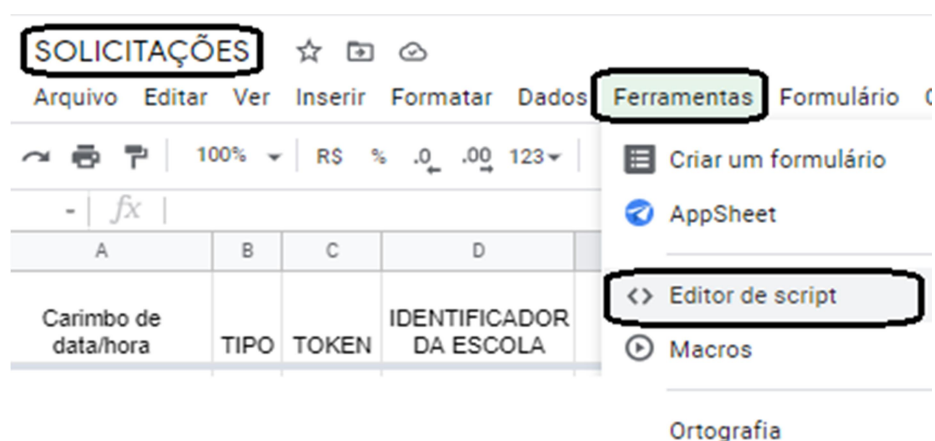 SOLICITAÇÕES
Arquivo Editar Ver Inserir Formatar Dados Ferramentas Formulário
100% R$ % .0 .00 123
Criar um formulário
fx
AppSheet
A B C D
Editor de script
Carimbo de data/hora TIPO TOKEN IDENTIFICADOR DA ESCOLA
Macros
Ortografia